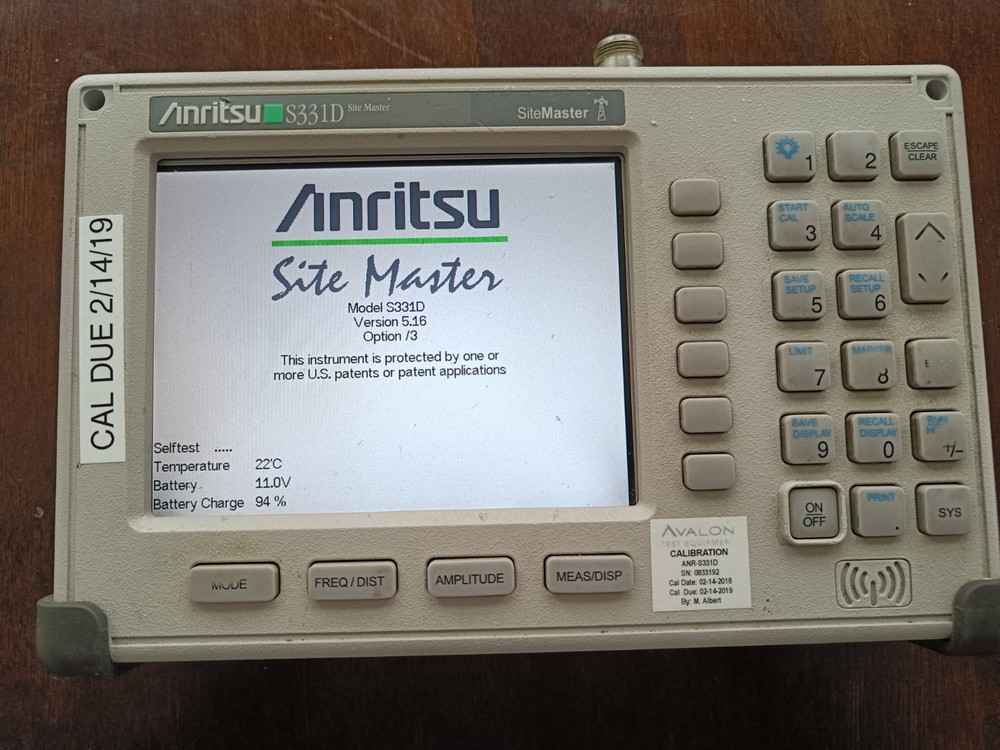 Anritsu S331D Site Master
SiteMaster
CAL DUE 2/14/19
Anritsu
Site Master
Model S331D
Version 5.16
Option /3
This instrument is protected by one or
more U.S. patents or patent applications
Selftest .....
Temperature 22°C
Battery 11.0V
Battery Charge 94 %
1
2
ESCAPE
CLEAR
START
CAL
3
AUTO
SCALE
4
SAVE
SETUP
5
RECALL
SETUP
6
LIMIT
7
MARKER
8
E
SAVE
DISPLAY
9
RECALL
DISPLAY
0
+/-
ON
OFF
PRINT
.
SYS
MODE
FREQ / DIST
AMPLITUDE
MEAS/DISP
AVALON
TEST EQUIPMENT
CALIBRATION
ANR-S331D
SN: 0833192
Cal Date: 02-14-2018
Cal Due: 02-14-2019
By: M. Albert